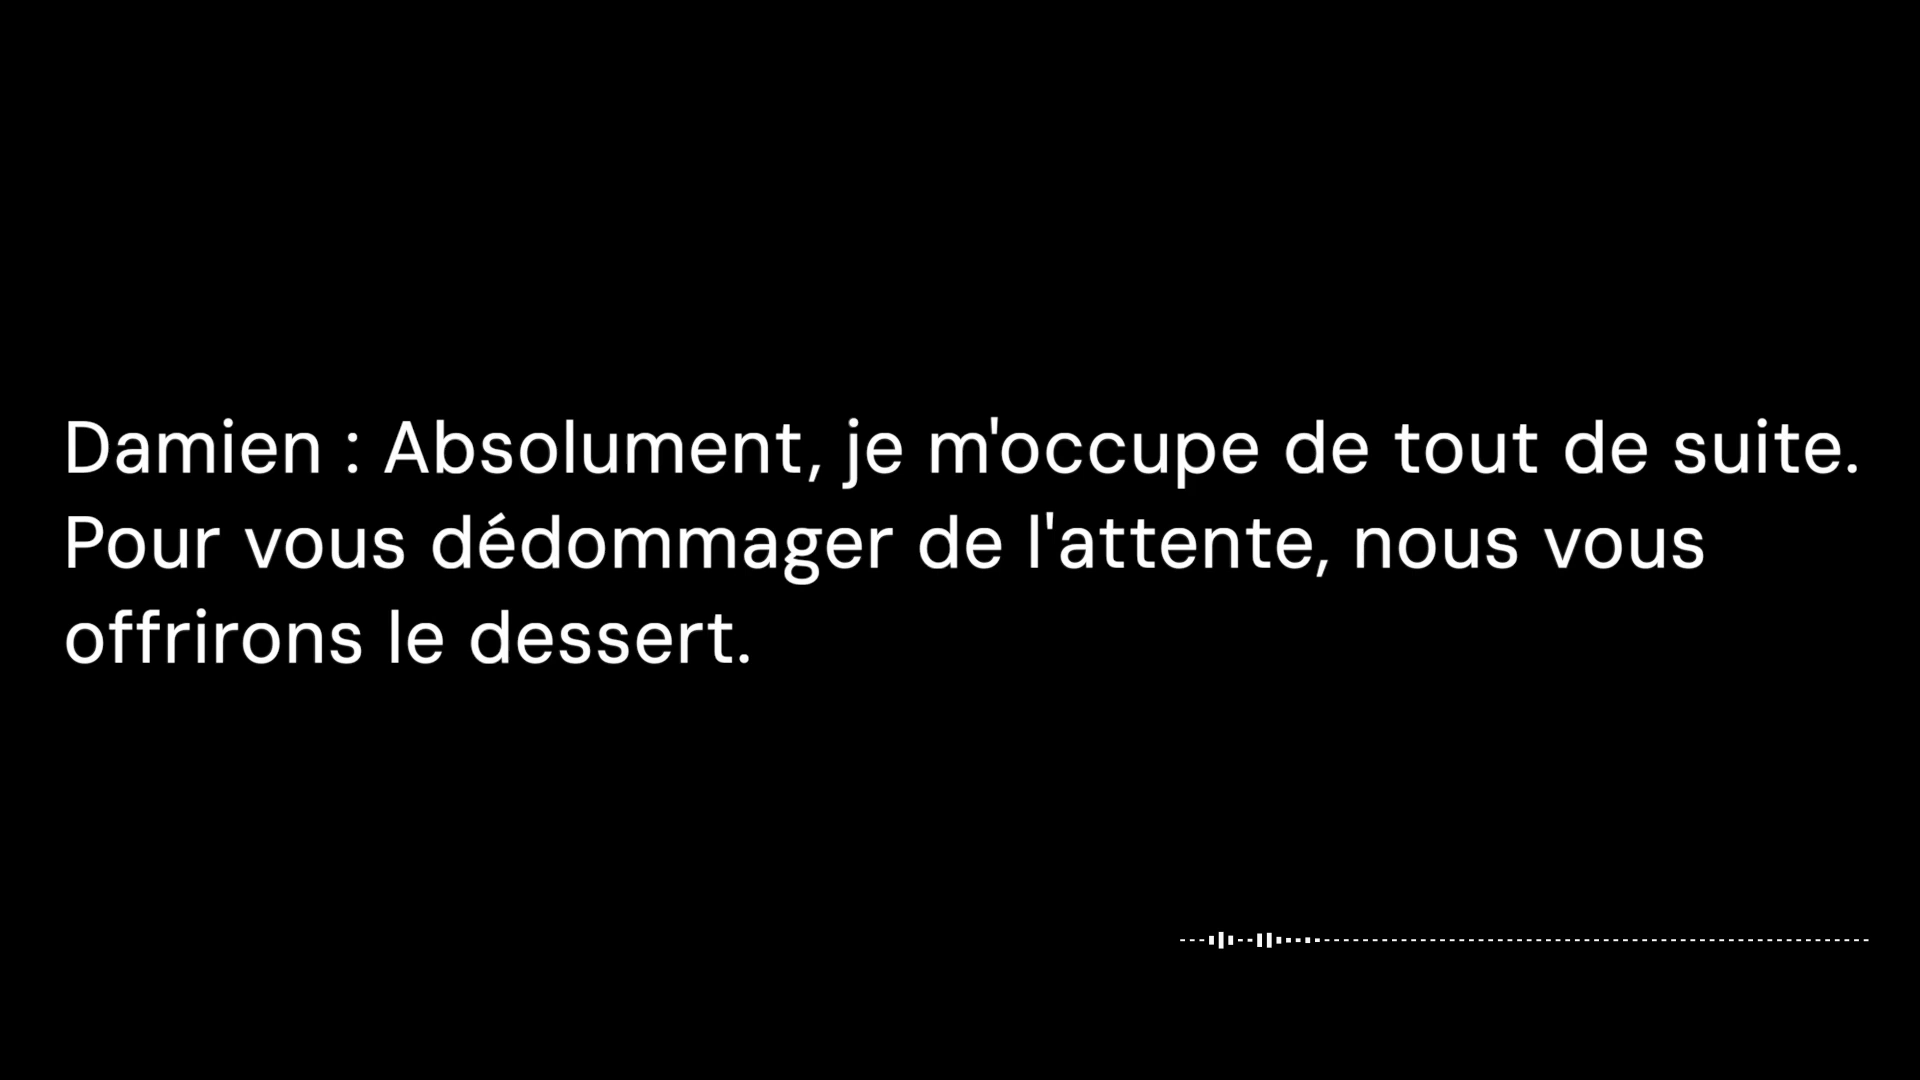 Damien : Absolument, je m'occupe de tout de suite.
Pour vous dédommager de l'attente, nous vous
offrirons le dessert.